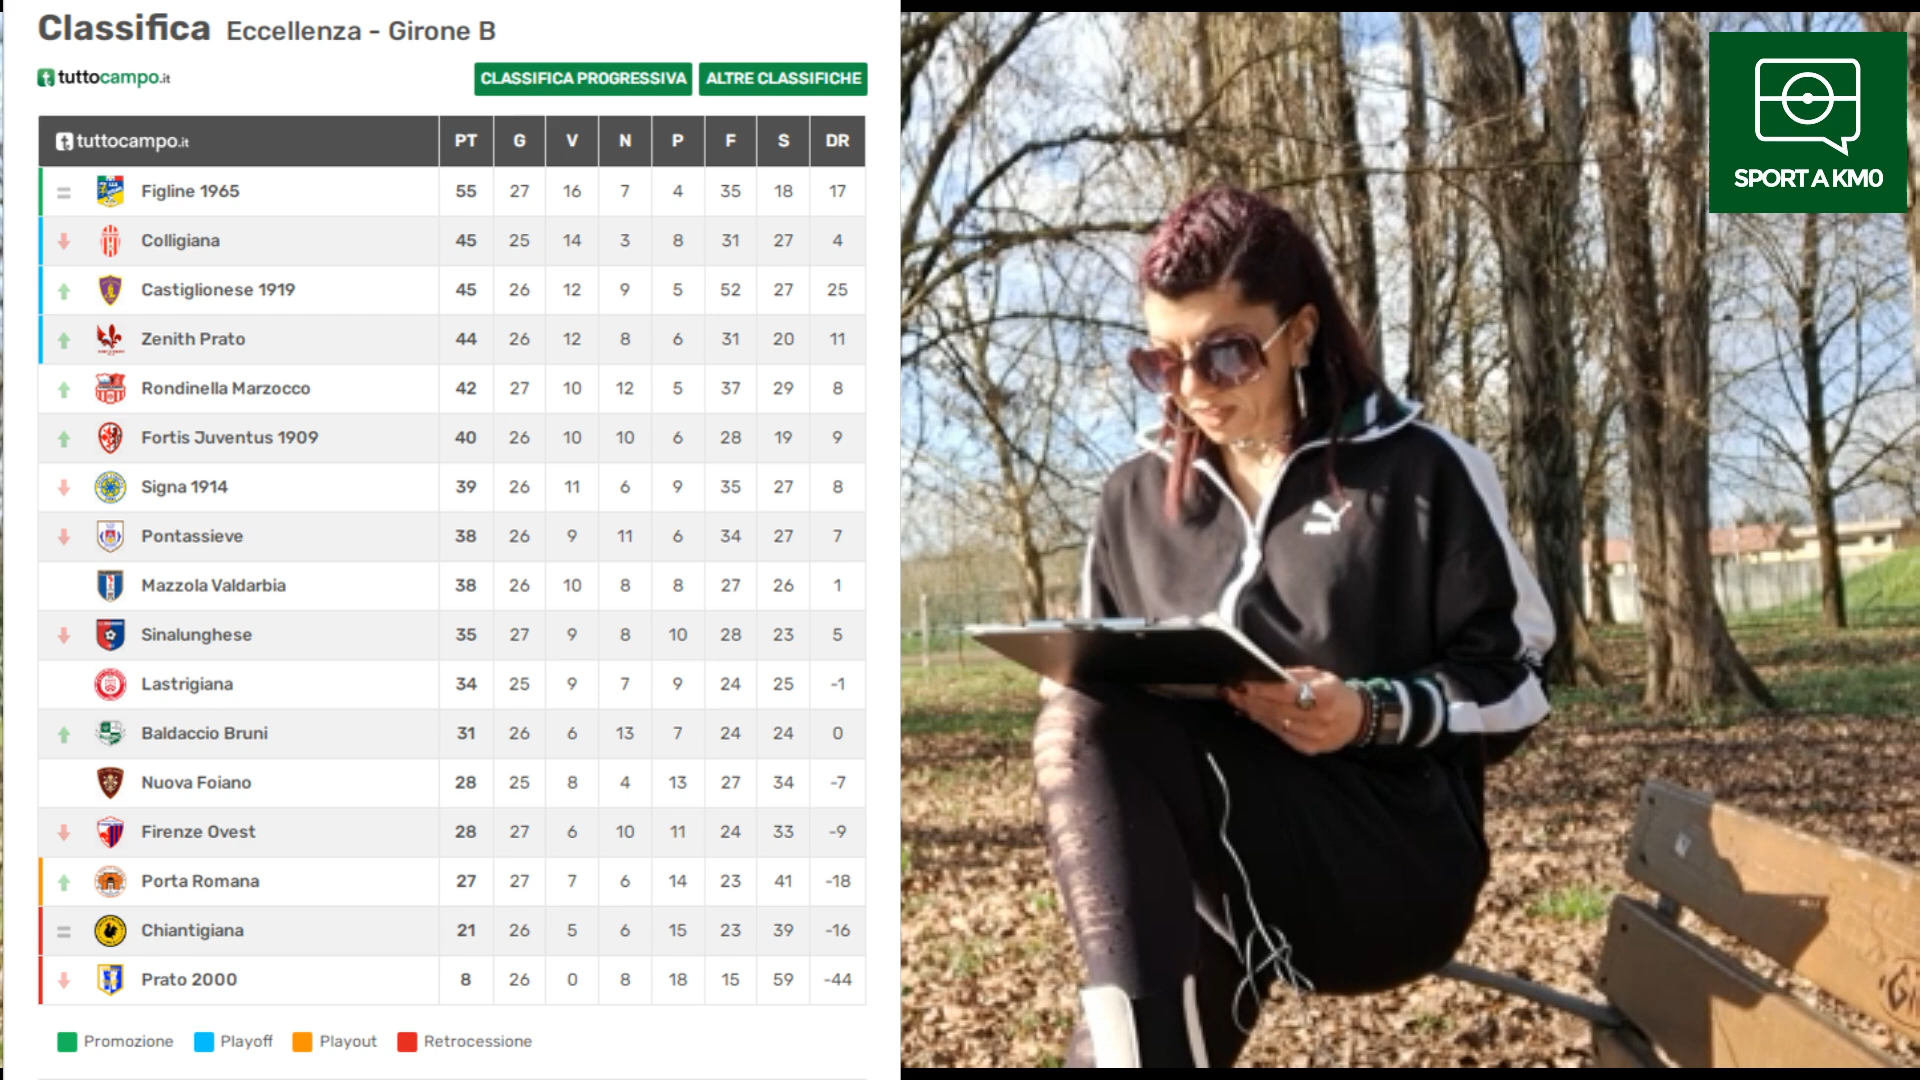 Classifica Eccellenza - Girone B
tuttocampo.it CLASSIFICA PROGRESSIVA ALTRE CLASSIFICHE
tuttocampo.it PT G V N P F S DR
Figline 1965 55 27 16 7 4 35 18 17
Colligiana 45 25 14 3 8 31 27 4
Castiglionese 1919 45 26 12 9 5 52 27 25
Zenith Prato 44 26 12 8 6 31 20 11
Rondinella Marzocco 42 27 10 12 5 37 29 8
Fortis Juventus 1909 40 26 10 10 6 28 19 9
Signa 1914 39 26 11 6 9 35 27 8
Pontassieve 38 26 9 11 6 34 27 7
Mazzola Valdarbia 38 26 10 8 8 27 26 1
Sinalunghese 35 27 9 8 10 28 23 5
Lastrigiana 34 25 9 7 9 24 25 -1
Baldaccio Bruni 31 26 6 13 7 24 24 0
Nuova Foiano 28 25 8 4 13 27 34 -7
Firenze Ovest 28 27 6 10 11 24 33 -9
Porta Romana 27 27 7 6 14 23 41 -18
Chiantigiana 21 26 5 6 15 23 39 -16
Prato 2000 8 26 0 8 18 15 59 -44
Promozione Playoff Playout Retrocessione
SPORT A KM0
PUMA